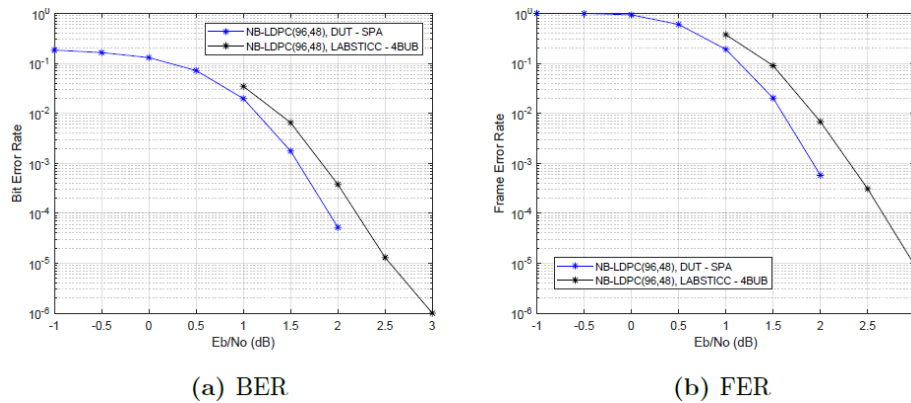 NB-LDPC(96,48), DUT - SPA
NB-LDPC(96,48), LABSTICC - 4BUB
Bit Error Rate
10^0
10^-1
10^-2
10^-3
10^-4
10^-5
10^-6
-1 -0.5 0 0.5 1 1.5 2 2.5 3
Eb/No (dB)
(a) BER
Frame Error Rate
10^0
10^-1
10^-2
10^-3
10^-4
10^-5
10^-6
NB-LDPC(96,48), DUT - SPA
NB-LDPC(96,48), LABSTICC - 4BUB
-1 -0.5 0 0.5 1 1.5 2 2.5
Eb/No (dB)
(b) FER